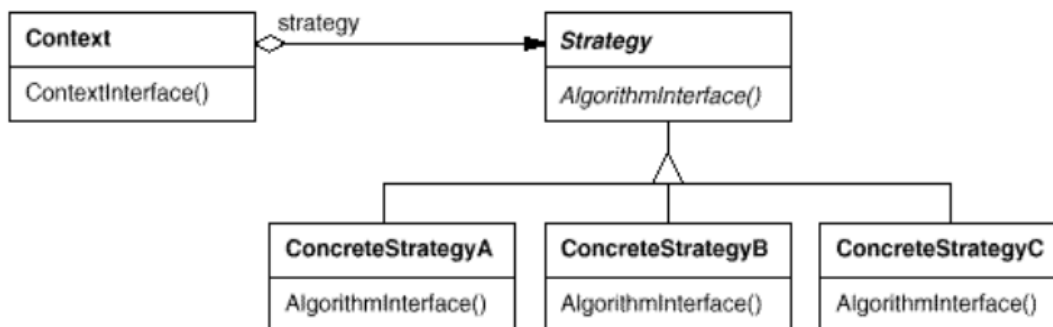 Context
ContextInterface()
strategy
Strategy
AlgorithmInterface()
ConcreteStrategyA
AlgorithmInterface()
ConcreteStrategyB
AlgorithmInterface()
ConcreteStrategyC
AlgorithmInterface()